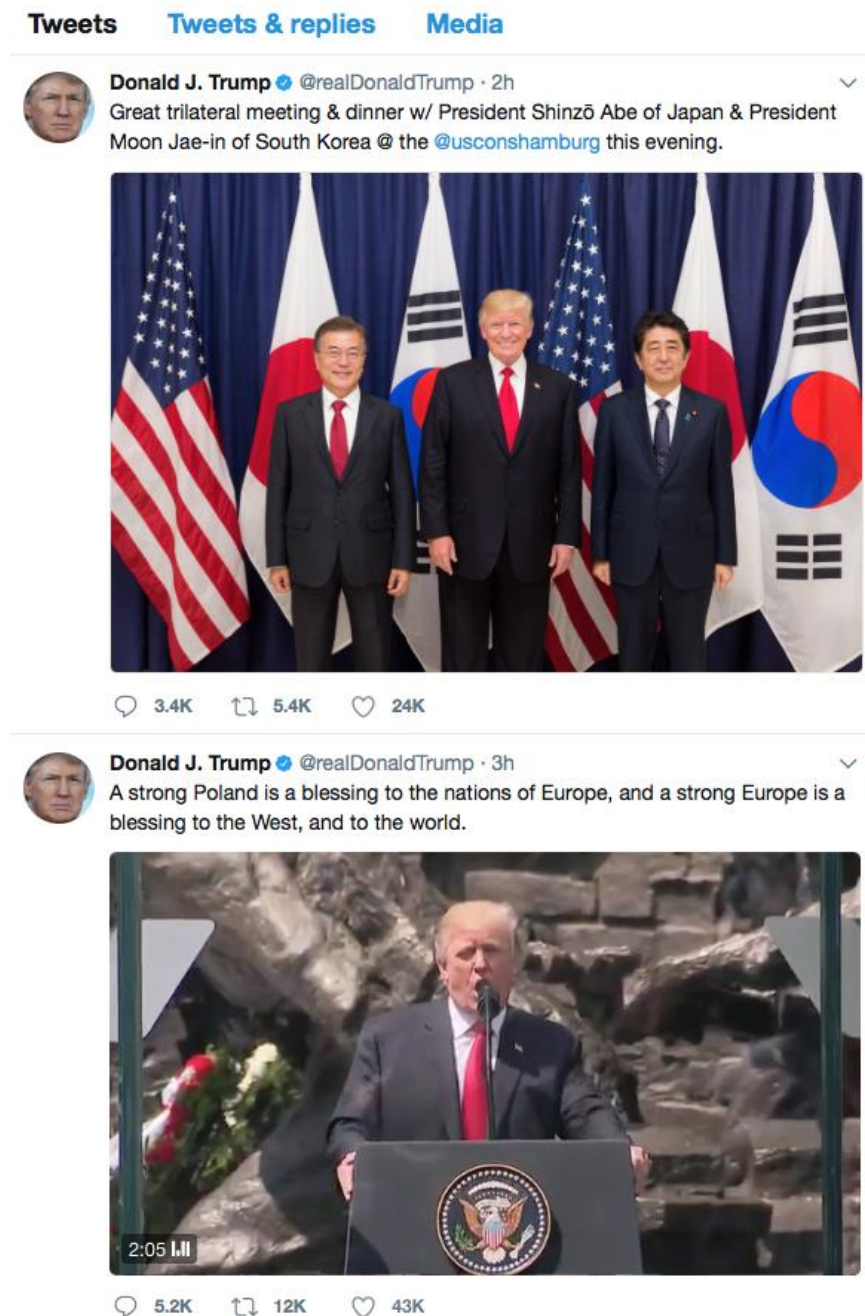 Tweets Tweets & replies Media
Donald J. Trump @realDonaldTrump · 2h
Great trilateral meeting & dinner w/ President Shinzō Abe of Japan & President
Moon Jae-in of South Korea @ the @usconshamburg this evening.
3.4K 5.4K 24K
Donald J. Trump @realDonaldTrump · 3h
A strong Poland is a blessing to the nations of Europe, and a strong Europe is a
blessing to the West, and to the world.
2:05
5.2K 12K 43K